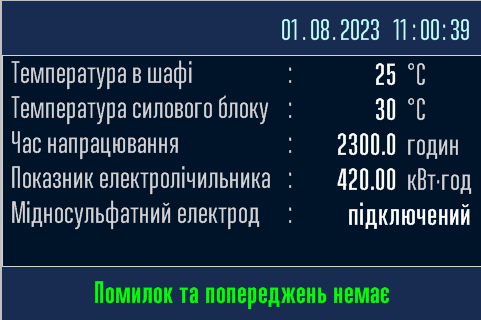 01.08.2023 11:00:39
Температура в шафі : 25 °C
Температура силового блоку : 30 °C
Час напрацювання : 2300.0 годин
Показник електролічильника : 420.00 кВт·год
Мідносульфатний електрод : підключений
Помилок та попереджень немає